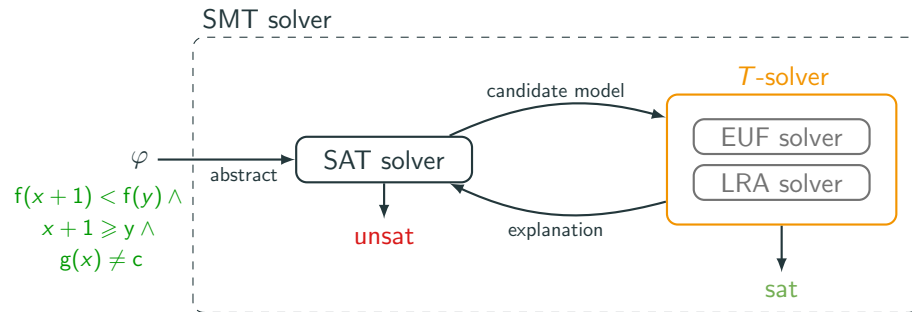 SMT solver
T-solver
candidate model
EUF solver
φ
SAT solver
abstract
LRA solver
f(x + 1) < f(y) ∧
x + 1 ⩾ y ∧
g(x) ≠ c
unsat
explanation
sat